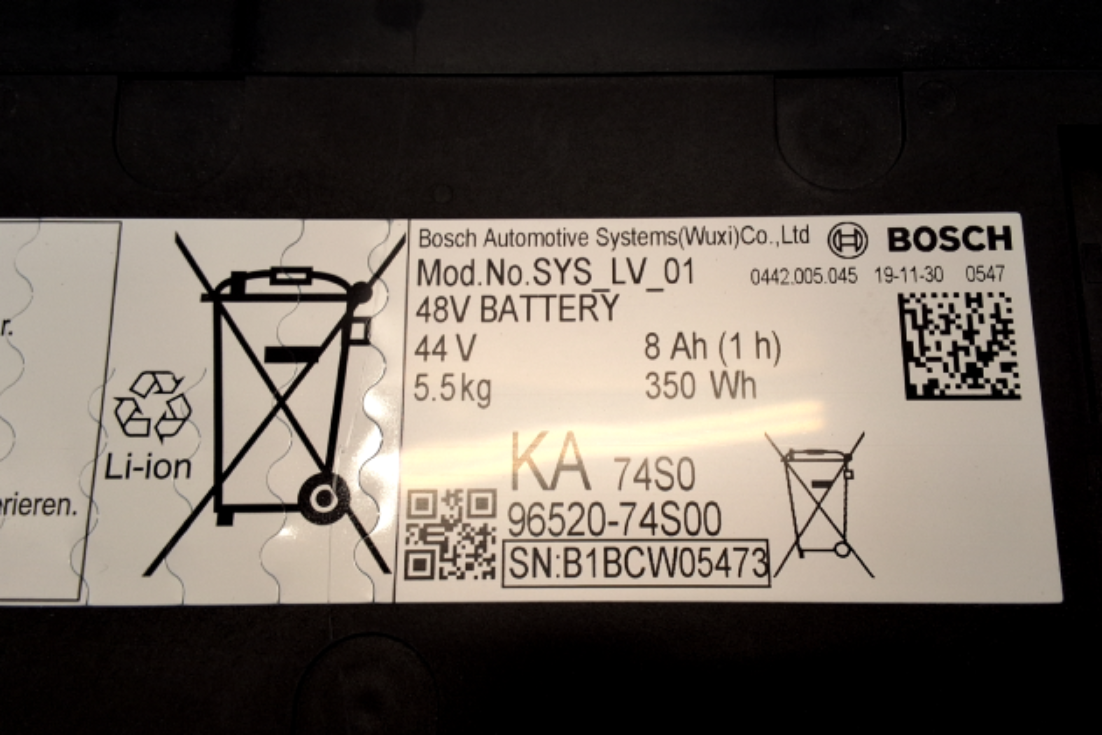 r.
rieren.
Li-ion
Bosch Automotive Systems(Wuxi)Co.,Ltd
BOSCH
Mod.No.SYS_LV_01
0442.005.045 19-11-30 0547
48V BATTERY
44 V 8 Ah (1 h)
5.5kg 350 Wh
KA 74S0
96520-74S00
SN:B1BCW05473